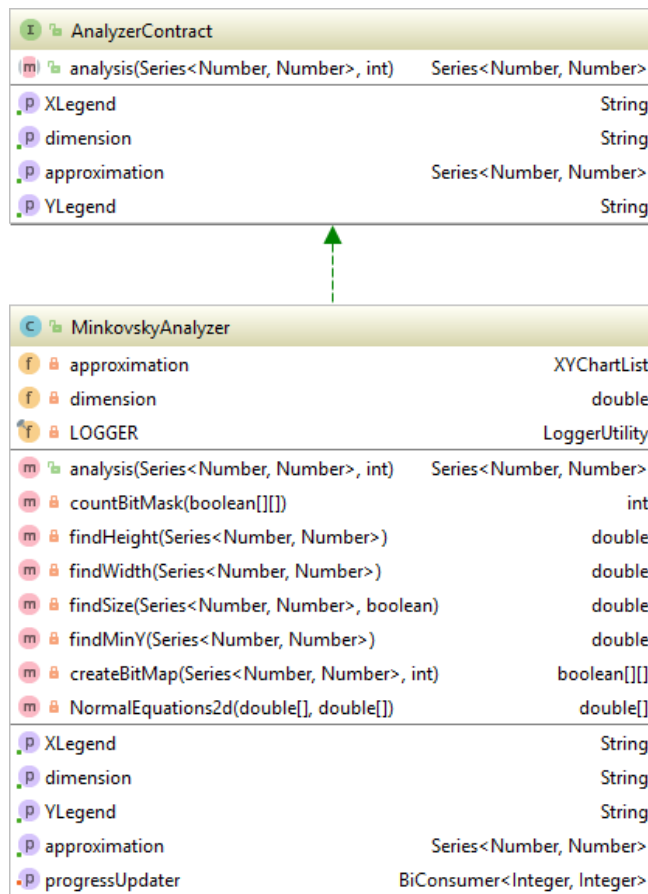 I AnalyzerContract
(m) analysis(Series<Number, Number>, int) Series<Number, Number>
p XLegend String
p dimension String
p approximation Series<Number, Number>
p YLegend String
C MinkovskyAnalyzer
f approximation XYChartList
f dimension double
f LOGGER LoggerUtility
m analysis(Series<Number, Number>, int) Series<Number, Number>
m countBitMask(boolean[][]) int
m findHeight(Series<Number, Number>) double
m findWidth(Series<Number, Number>) double
m findSize(Series<Number, Number>, boolean) double
m findMinY(Series<Number, Number>) double
m createBitMap(Series<Number, Number>, int) boolean[][]
m NormalEquations2d(double[], double[]) double[]
p XLegend String
p dimension String
p YLegend String
p approximation Series<Number, Number>
p progressUpdater BiConsumer<Integer, Integer>